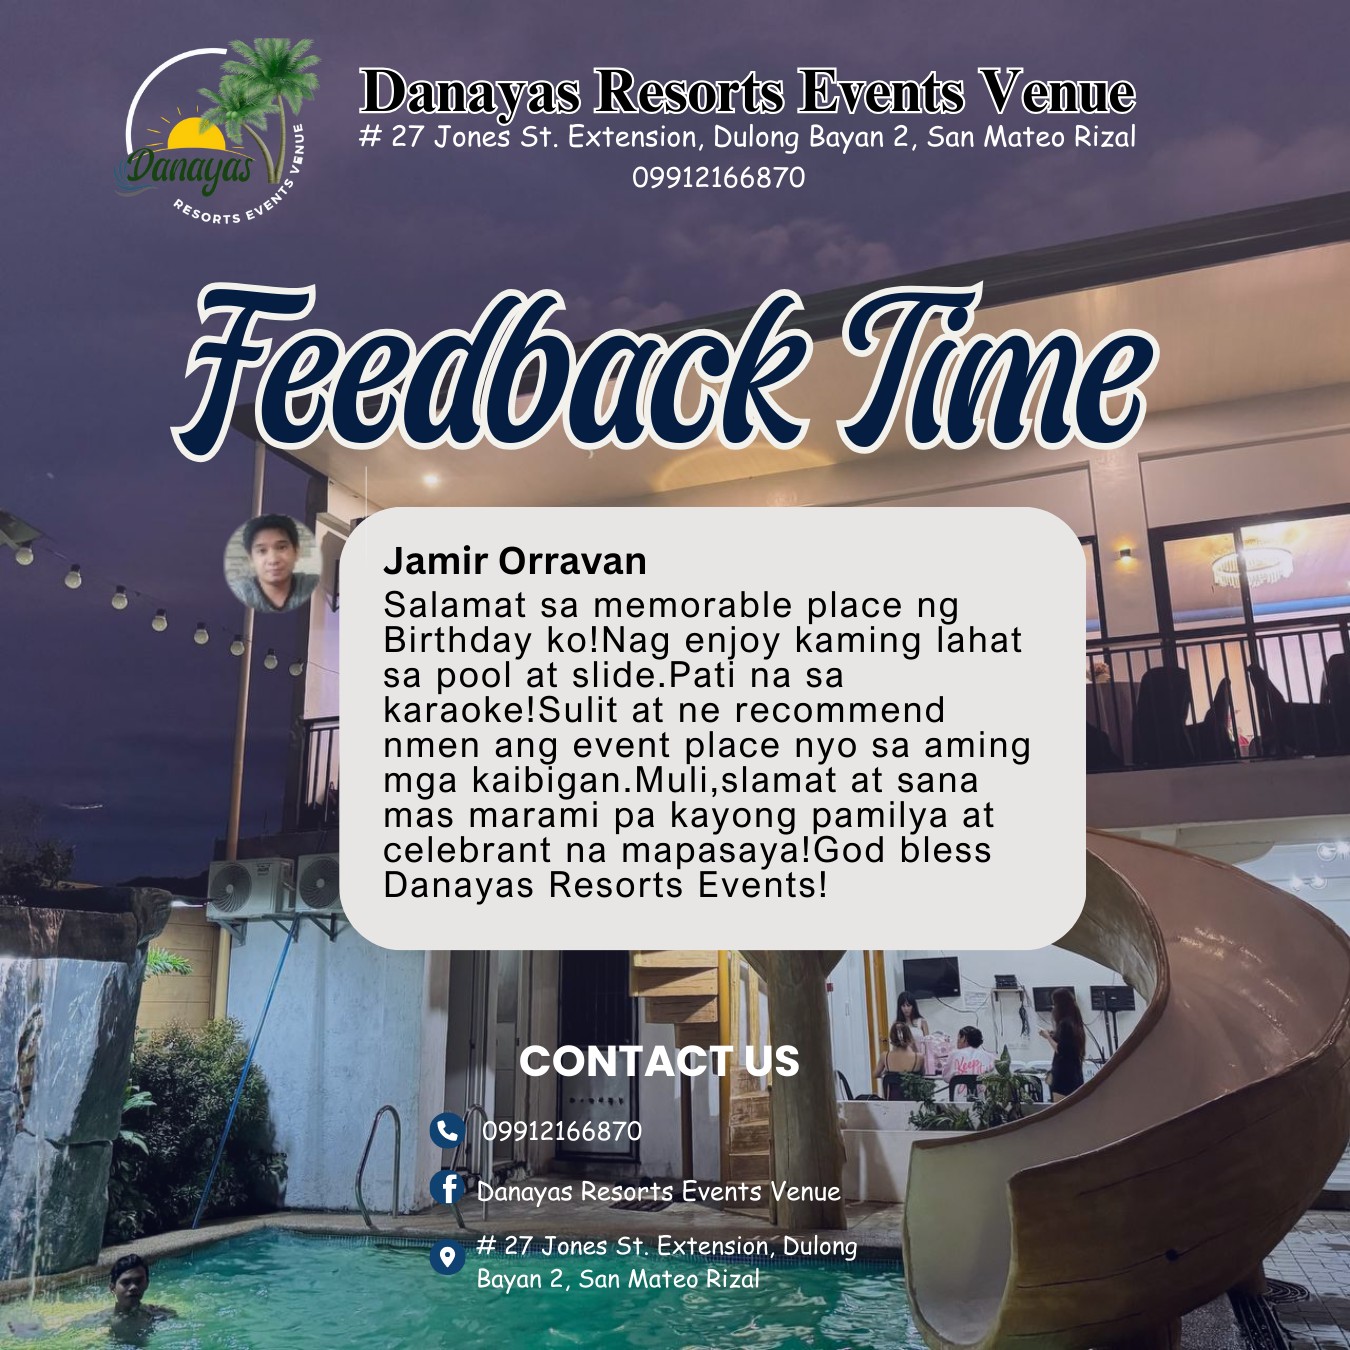 Danayas
RESORTS EVENTS VENUE
Danayas Resorts Events Venue
# 27 Jones St. Extension, Dulong Bayan 2, San Mateo Rizal
09912166870
Feedback Time
Jamir Orravan
Salamat sa memorable place ng
Birthday ko!Nag enjoy kaming lahat
sa pool at slide.Pati na sa
karaoke!Sulit at ne recommend
nmen ang event place nyo sa aming
mga kaibigan.Muli,slamat at sana
mas marami pa kayong pamilya at
celebrant na mapasaya!God bless
Danayas Resorts Events!
CONTACT US
09912166870
Danayas Resorts Events Venue
# 27 Jones St. Extension, Dulong
Bayan 2, San Mateo Rizal